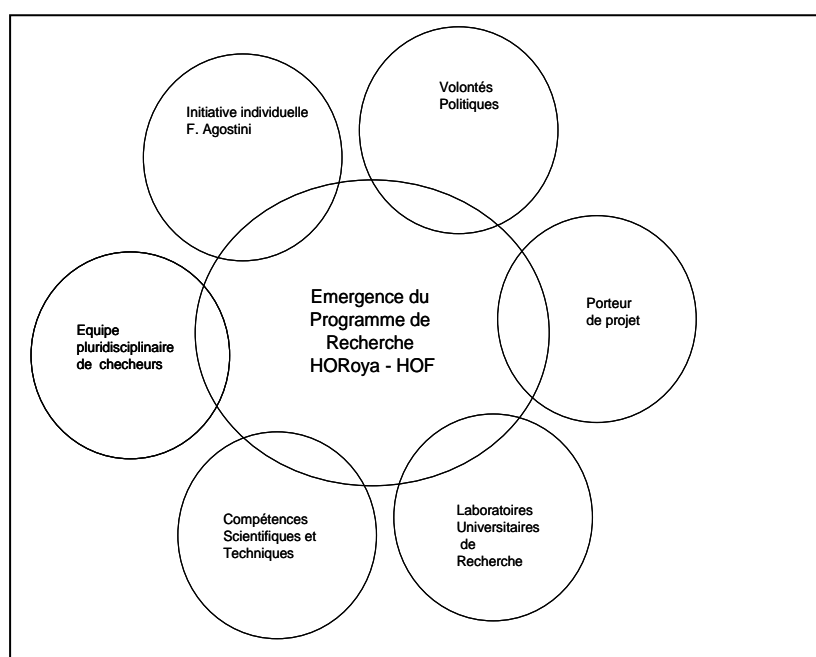 Initiative individuelle
F. Agostini
Volontés
Politiques
Emergence du
Programme de
Recherche
HORoya - HOF
Porteur
de projet
Equipe
pluridisciplinaire
de checheurs
Compétences
Scientifiques et
Techniques
Laboratoires
Universitaires
de
Recherche